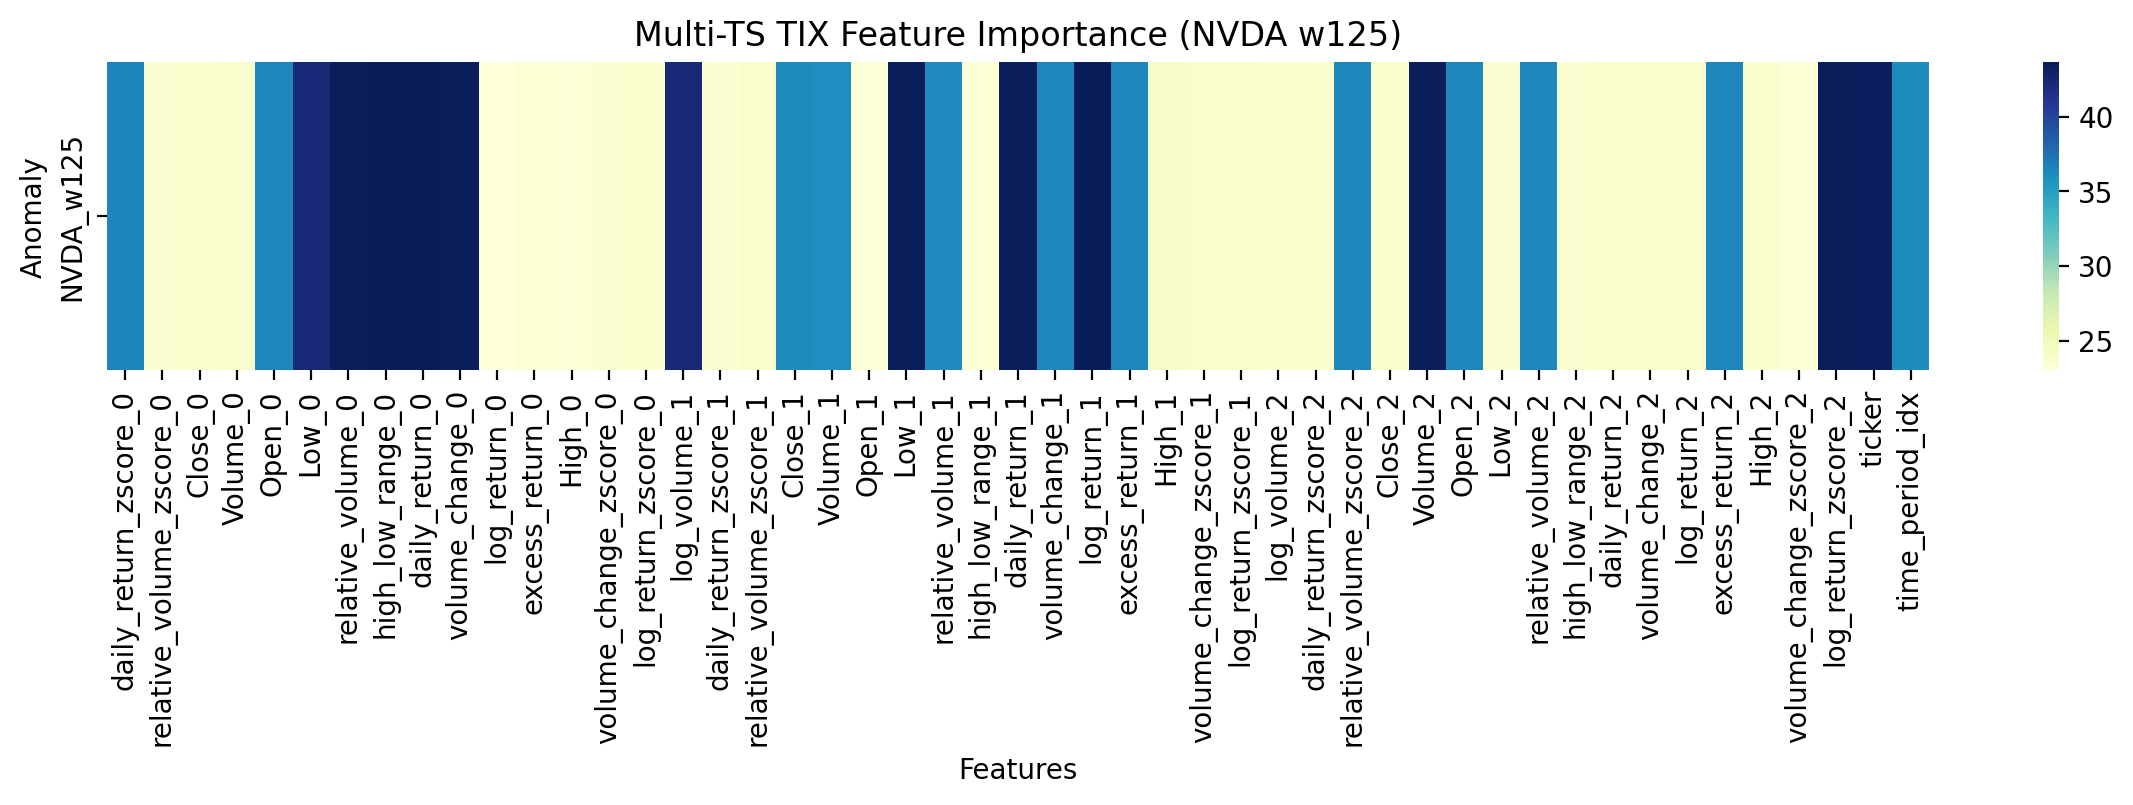 Multi-TS TIX Feature Importance (NVDA w125)
Anomaly
NVDA_w125
40
35
30
25
daily_return_zscore_0
relative_volume_zscore_0
Close_0
Volume_0
Open_0
Low_0
relative_volume_0
high_low_range_0
daily_return_0
volume_change_0
log_return_0
excess_return_0
High_0
volume_change_zscore_0
log_return_zscore_0
log_volume_1
daily_return_zscore_1
relative_volume_zscore_1
Close_1
Volume_1
Open_1
Low_1
relative_volume_1
high_low_range_1
daily_return_1
volume_change_1
log_return_1
excess_return_1
High_1
volume_change_zscore_1
log_return_zscore_1
log_volume_2
daily_return_zscore_2
relative_volume_zscore_2
Close_2
Volume_2
Open_2
Low_2
relative_volume_2
high_low_range_2
daily_return_2
volume_change_2
log_return_2
excess_return_2
High_2
volume_change_zscore_2
log_return_zscore_2
ticker
time_period_idx
Features